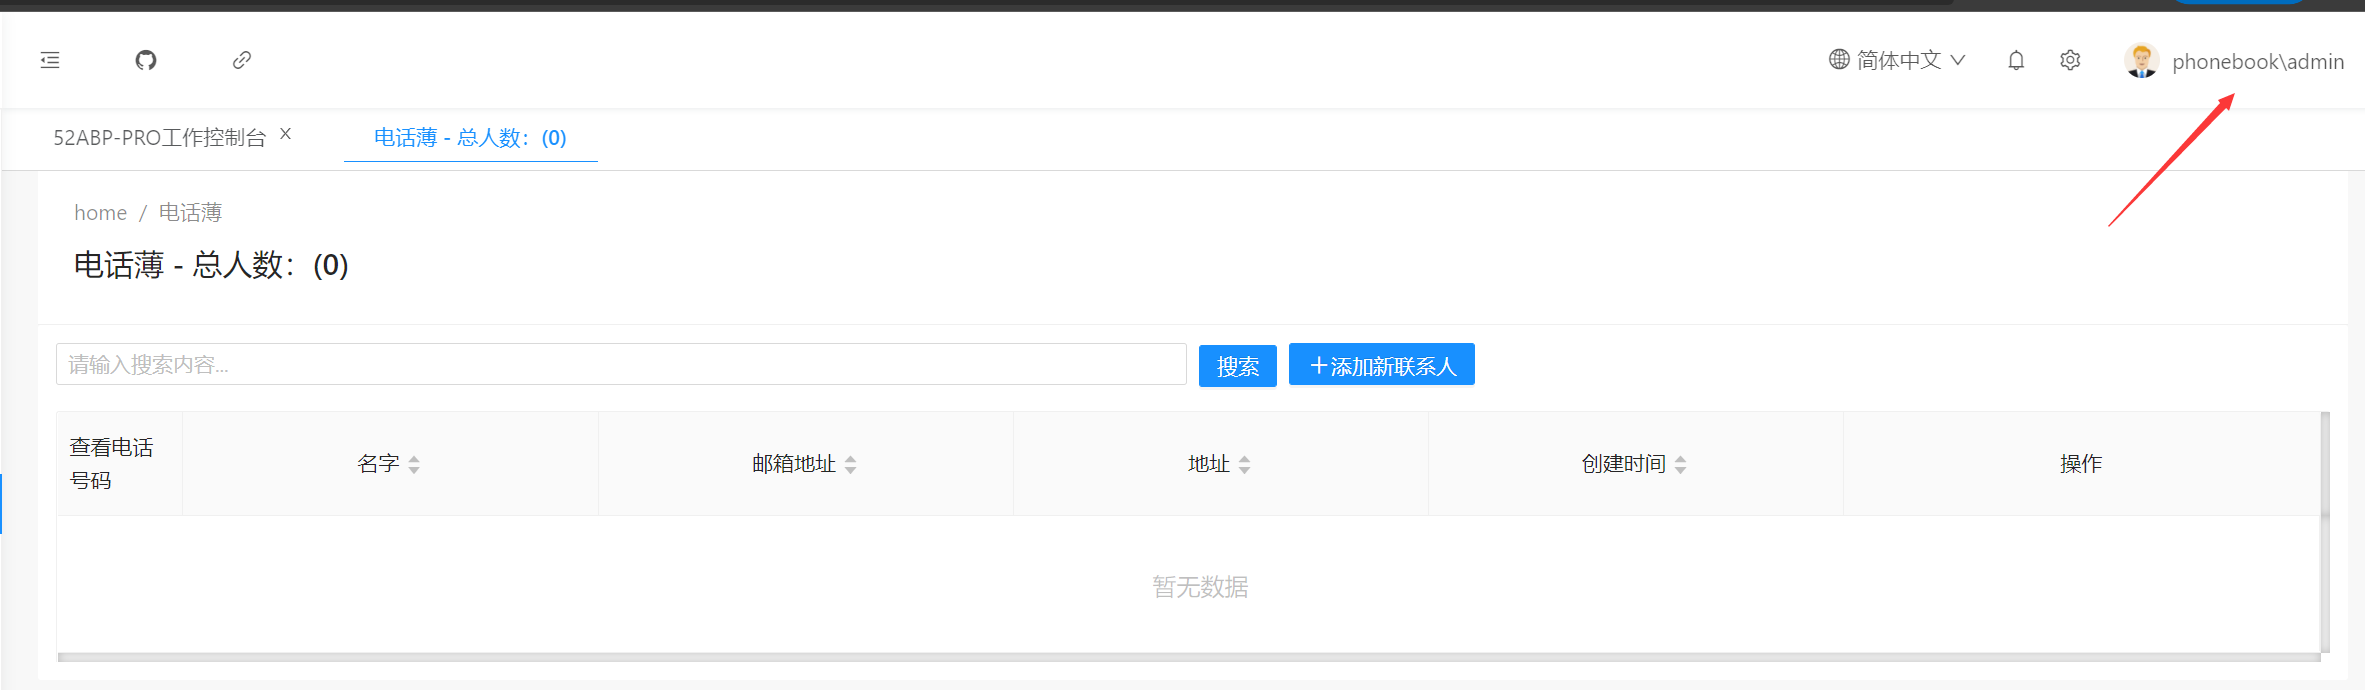 简体中文
phonebook\admin
52ABP-PRO工作控制台 X
电话薄 - 总人数：(0)
home / 电话薄
电话薄 - 总人数：(0)
请输入搜索内容...
搜索
+添加新联系人
查看电话
号码
名字
邮箱地址
地址
创建时间
操作
暂无数据